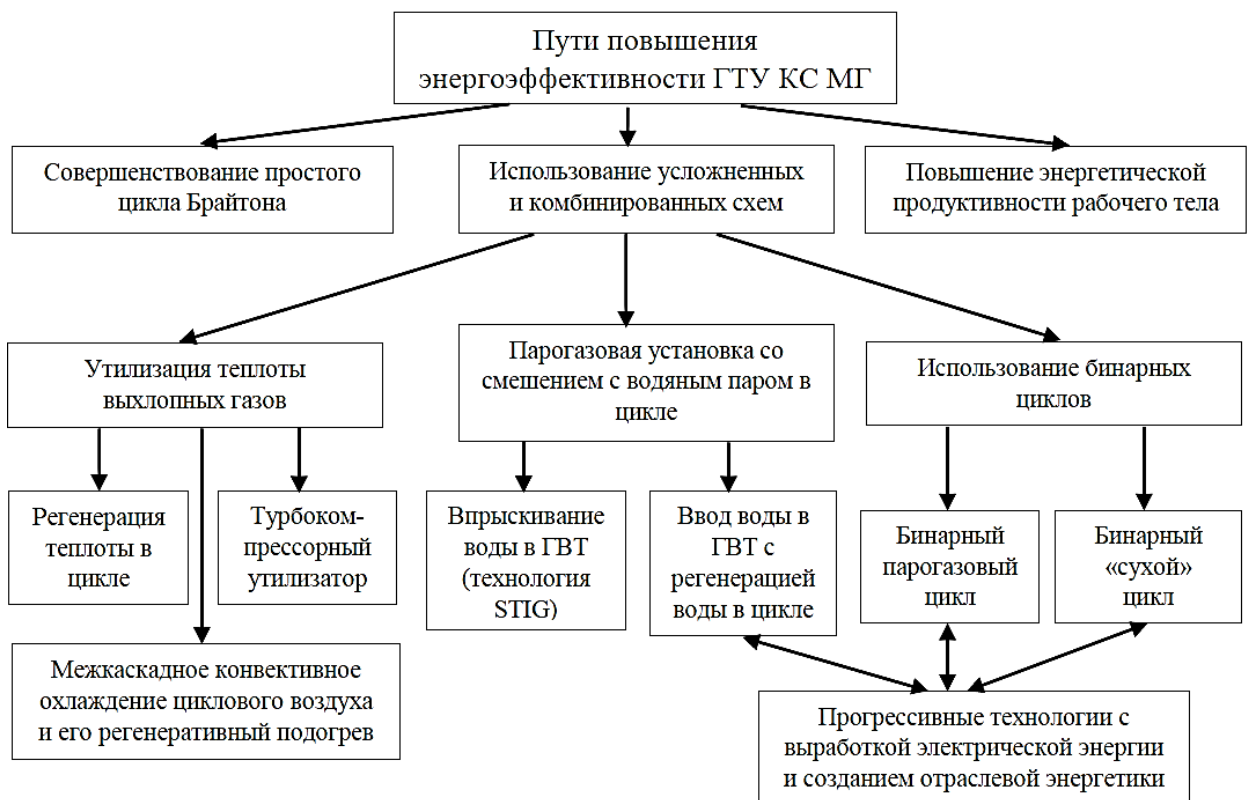 Пути повышения
энергоэффективности ГТУ КС МГ
Совершенствование простого
цикла Брайтона
Использование усложненных
и комбинированных схем
Повышение энергетической
продуктивности рабочего тела
Утилизация теплоты
выхлопных газов
Парогазовая установка со
смешением с водяным паром в
цикле
Использование бинарных
циклов
Регенерация
теплоты в
цикле
Турбоком-
прессорный
утилизатор
Впрыскивание
воды в ГВТ
(технология
STIG)
Ввод воды в
ГВТ с
регенерацией
воды в цикле
Бинарный
парогазовый
цикл
Бинарный
«сухой»
цикл
Межкаскадное конвективное
охлаждение циклового воздуха
и его регенеративный подогрев
Прогрессивные технологии с
выработкой электрической энергии
и созданием отраслевой энергетики